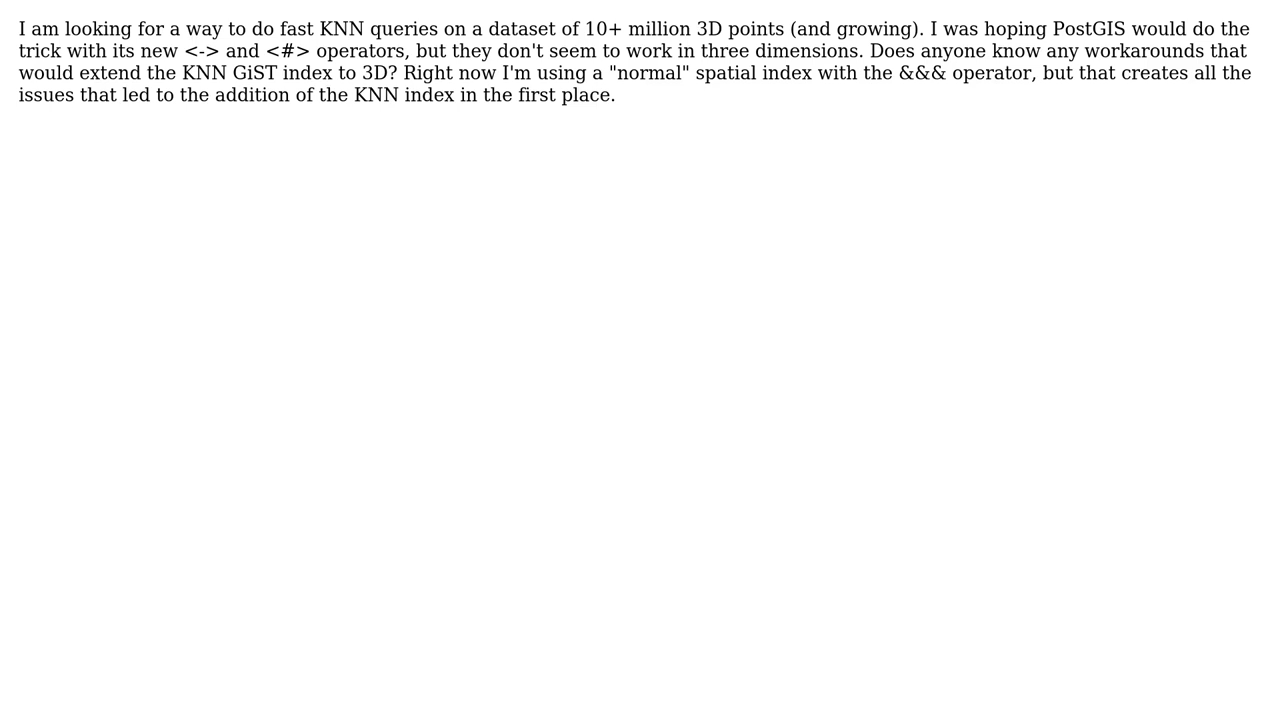 I am looking for a way to do fast KNN queries on a dataset of 10+ million 3D points (and growing). I was hoping PostGIS would do the
trick with its new <-> and <#> operators, but they don't seem to work in three dimensions. Does anyone know any workarounds that
would extend the KNN GiST index to 3D? Right now I'm using a "normal" spatial index with the &&& operator, but that creates all the
issues that led to the addition of the KNN index in the first place.